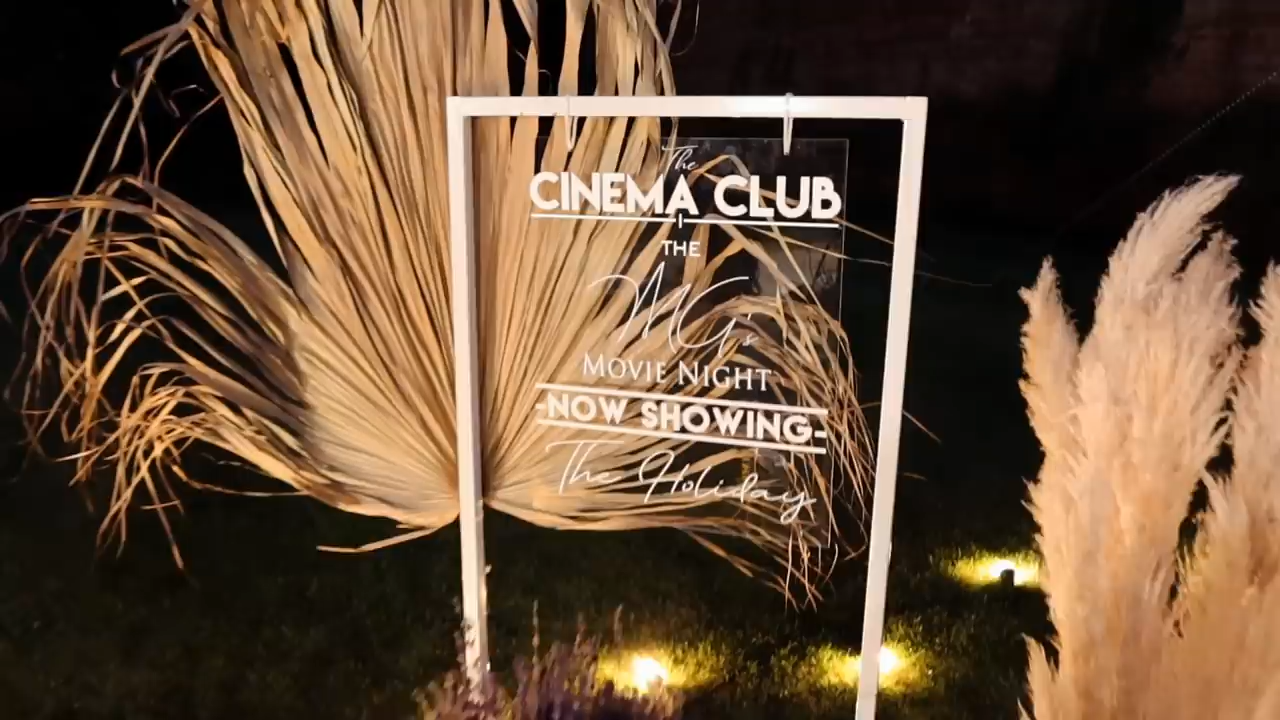 The
CINEMA CLUB
THE
MG's
MOVIE NIGHT
-NOW SHOWING-
The Holiday